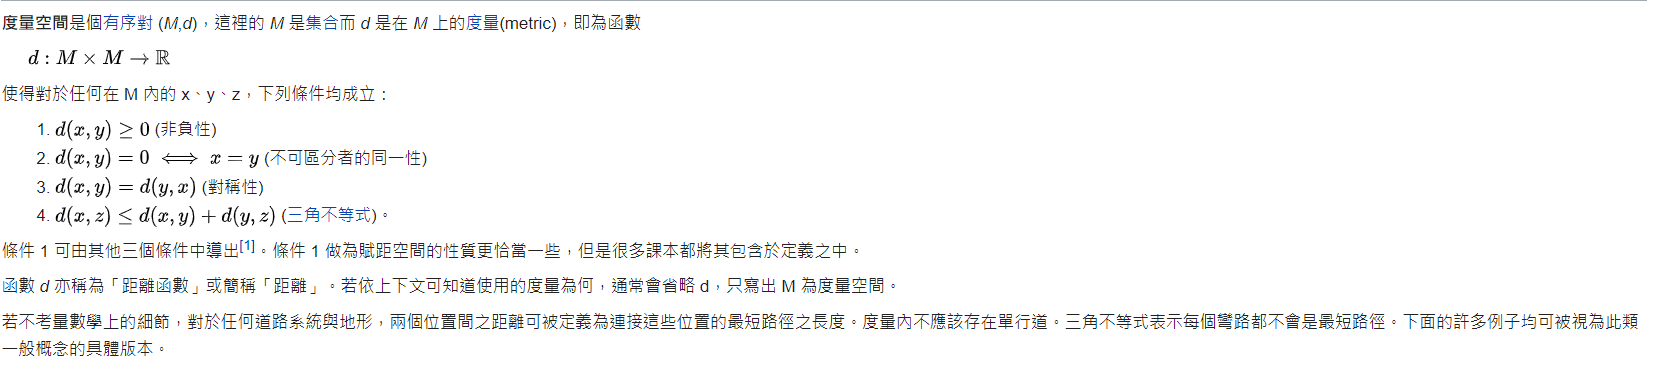 度量空間是個有序對 (M,d)，這裡的 M 是集合而 d 是在 M 上的度量(metric)，即為函數
d : M × M → ℝ
使得對於任何在 M 內的 x、y、z，下列條件均成立：
1. d(x, y) ≥ 0 (非負性)
2. d(x, y) = 0 ⟺ x = y (不可區分者的同一性)
3. d(x, y) = d(y, x) (對稱性)
4. d(x, z) ≤ d(x, y) + d(y, z) (三角不等式)。
條件 1 可由其他三個條件中導出[1]。條件 1 做為賦距空間的性質更恰當一些，但是很多課本都將其包含於定義之中。
函數 d 亦稱為「距離函數」或簡稱「距離」。若依上下文可知道使用的度量為何，通常會省略 d，只寫出 M 為度量空間。
若不考量數學上的細節，對於任何道路系統與地形，兩個位置間之距離可被定義為連接這些位置的最短路徑之長度。度量內不應該存在單行道。三角不等式表示每個彎路都不會是最短路徑。下面的許多例子均可被視為此類
一般概念的具體版本。